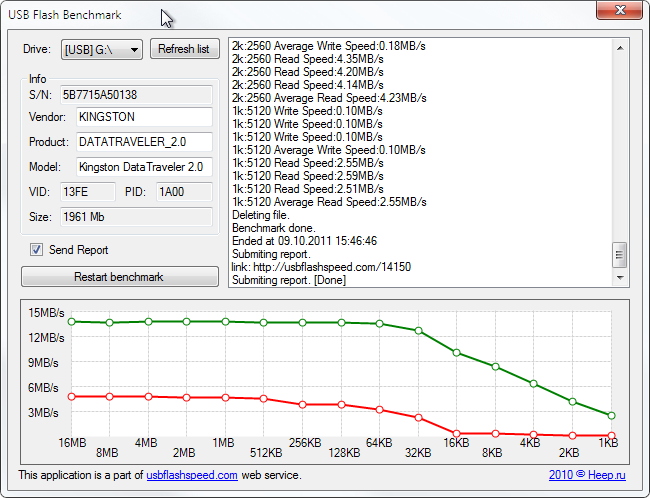 USB Flash Benchmark
Drive: [USB] G:\ Refresh list
Info
S/N: 5B7715A50138
Vendor: KINGSTON
Product: DATATRAVELER_2.0
Model: Kingston DataTraveler 2.0
VID: 13FE PID: 1A00
Size: 1961 Mb
Send Report
Restart benchmark
2k:2560 Average Write Speed:0.18MB/s
2k:2560 Read Speed:4.35MB/s
2k:2560 Read Speed:4.20MB/s
2k:2560 Read Speed:4.14MB/s
2k:2560 Average Read Speed:4.23MB/s
1k:5120 Write Speed:0.10MB/s
1k:5120 Write Speed:0.10MB/s
1k:5120 Write Speed:0.10MB/s
1k:5120 Average Write Speed:0.10MB/s
1k:5120 Read Speed:2.55MB/s
1k:5120 Read Speed:2.59MB/s
1k:5120 Read Speed:2.51MB/s
1k:5120 Average Read Speed:2.55MB/s
Deleting file.
Benchmark done.
Ended at 09.10.2011 15:46:46
Submiting report.
link: http://usbflashspeed.com/14150
Submiting report. [Done]
15MB/s
12MB/s
9MB/s
6MB/s
3MB/s
16MB 4MB 1MB 256KB 64KB 16KB 4KB 1KB
8MB 2MB 512KB 128KB 32KB 8KB 2KB
This application is a part of usbflashspeed.com web service. 2010 © Heep.ru